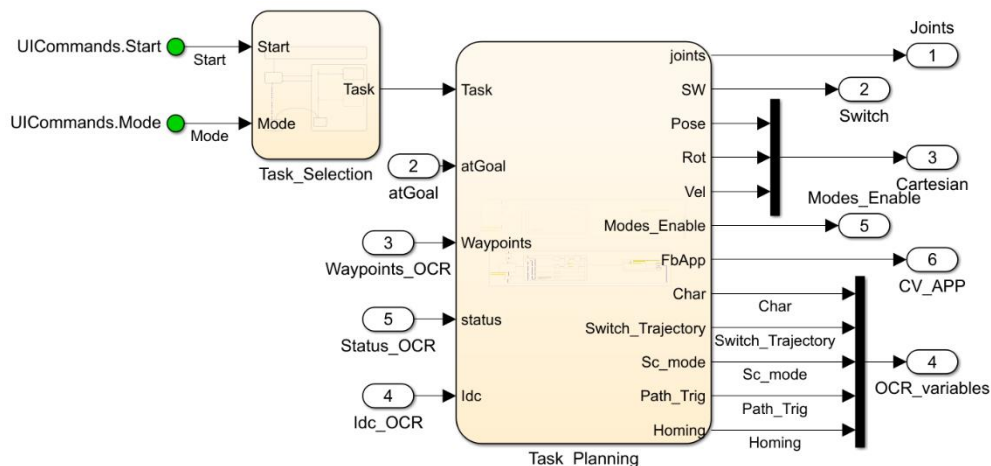 UICommands.Start
Start
Start
Task
UICommands.Mode
Mode
Mode
Task_Selection
Task
2
atGoal
atGoal
3
Waypoints_OCR
Waypoints
5
Status_OCR
status
4
Idc_OCR
Idc
Task_Planning
joints
SW
Pose
Rot
Vel
Modes_Enable
FbApp
Char
Switch_Trajectory
Sc_mode
Path_Trig
Homing
Joints
1
2
Switch
3
Cartesian
Modes_Enable
5
6
CV_APP
Char
Switch_Trajectory
Sc_mode
Path_Trig
Homing
4
OCR_variables